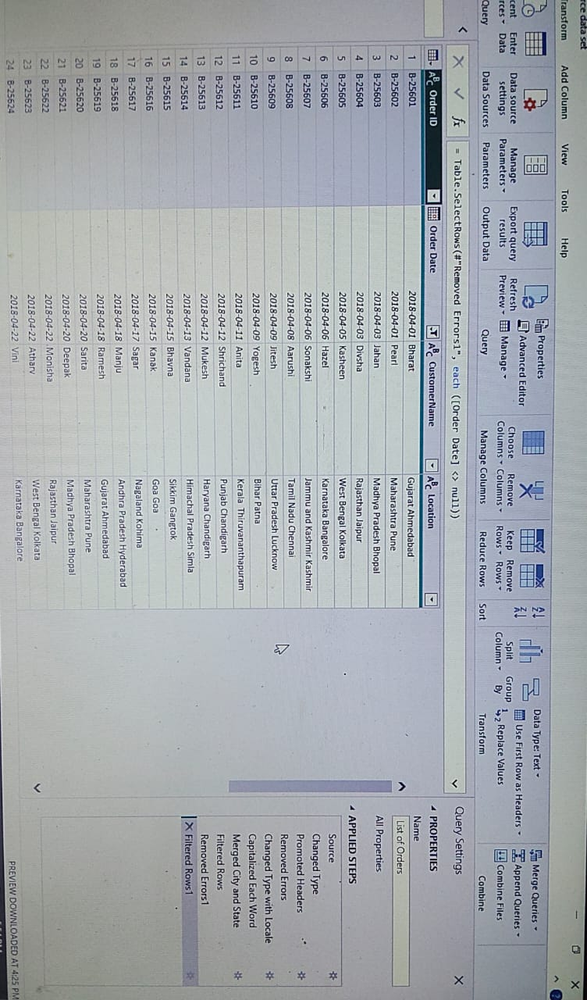 rce data set
Transform Add Column View Tools Help
cent Enter Data source Manage Export query Refresh Properties Choose Remove Keep Remove Split Group Data Type: Text Merge Queries
rces Data settings Parameters results Preview Advanced Editor Columns Columns Rows Rows Column By Use First Row as Headers Append Queries
Manage 1 2 Replace Values Combine Files
Query Data Sources Parameters Output Data Query Manage Columns Reduce Rows Sort Transform Combine
= Table.SelectRows(#"Removed Errors1", each ([Order Date] <> null))
Order ID Order Date CustomerName Location
1 B-25601 2018-04-01 Bharat Gujarat Ahmedabad
2 B-25602 2018-04-01 Pearl Maharashtra Pune
3 B-25603 2018-04-03 Jahan Madhya Pradesh Bhopal
4 B-25604 2018-04-03 Divsha Rajasthan Jaipur
5 B-25605 2018-04-05 Kasheen West Bengal Kolkata
6 B-25606 2018-04-06 Hazel Karnataka Bangalore
7 B-25607 2018-04-06 Sonakshi Jammu and Kashmir Kashmir
8 B-25608 2018-04-08 Aarushi Tamil Nadu Chennai
9 B-25609 2018-04-09 Jitesh Uttar Pradesh Lucknow
10 B-25610 2018-04-09 Yogesh Bihar Patna
11 B-25611 2018-04-11 Anita Kerala Thiruvananthapuram
12 B-25612 2018-04-12 Shrichand Punjab Chandigarh
13 B-25613 2018-04-12 Mukesh Haryana Chandigarh
14 B-25614 2018-04-13 Vandana Himachal Pradesh Simla
15 B-25615 2018-04-15 Bhavna Sikkim Gangtok
16 B-25616 2018-04-15 Kanak Goa Goa
17 B-25617 2018-04-17 Sagar Nagaland Kohima
18 B-25618 2018-04-18 Manju Andhra Pradesh Hyderabad
19 B-25619 2018-04-18 Ramesh Gujarat Ahmedabad
20 B-25620 2018-04-20 Sarita Maharashtra Pune
21 B-25621 2018-04-20 Deepak Madhya Pradesh Bhopal
22 B-25622 2018-04-22 Monisha Rajasthan Jaipur
23 B-25623 2018-04-22 Atharv West Bengal Kolkata
24 B-25624 2018-04-22 Vini Karnataka Bangalore
Query Settings
PROPERTIES
Name
List of Orders
All Properties
APPLIED STEPS
Source
Changed Type
Promoted Headers
Removed Errors
Changed Type with Locale
Capitalized Each Word
Merged City and State
Filtered Rows
Removed Errors1
Filtered Rows1
PREVIEW DOWNLOADED AT 4:25 PM